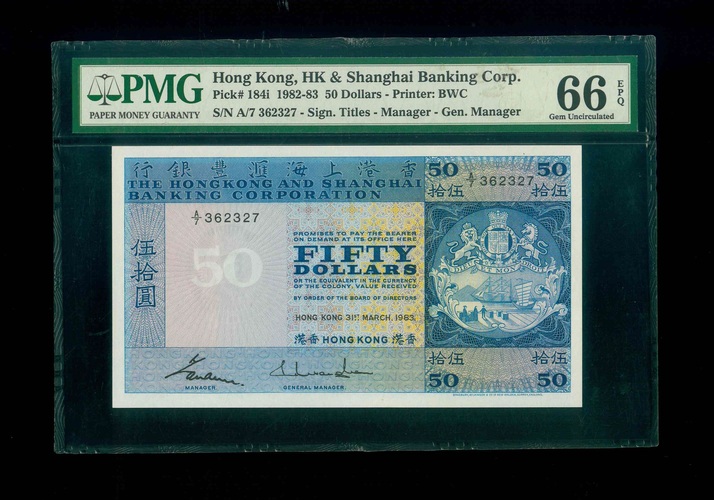 PMG
PAPER MONEY GUARANTY
Hong Kong, HK & Shanghai Banking Corp.
Pick# 184i 1982-83 50 Dollars - Printer: BWC
S/N A/7 362327 - Sign. Titles - Manager - Gen. Manager
66 EPQ
Gem Uncirculated
行銀豐滙海上港香
THE HONGKONG AND SHANGHAI
BANKING CORPORATION
50 50
A/7 362327
拾伍 拾伍
A/7 362327
伍拾圓
50
PROMISES TO PAY THE BEARER
ON DEMAND AT ITS OFFICE HERE
FIFTY
DOLLARS
OR THE EQUIVALENT IN THE CURRENCY
OF THE COLONY, VALUE RECEIVED
BY ORDER OF THE BOARD OF DIRECTORS
HONG KONG 31ST MARCH, 1983.
港香 HONG KONG 港香
DIEU ET MON DROIT
MANAGER
GENERAL MANAGER
拾伍 拾伍
50 50